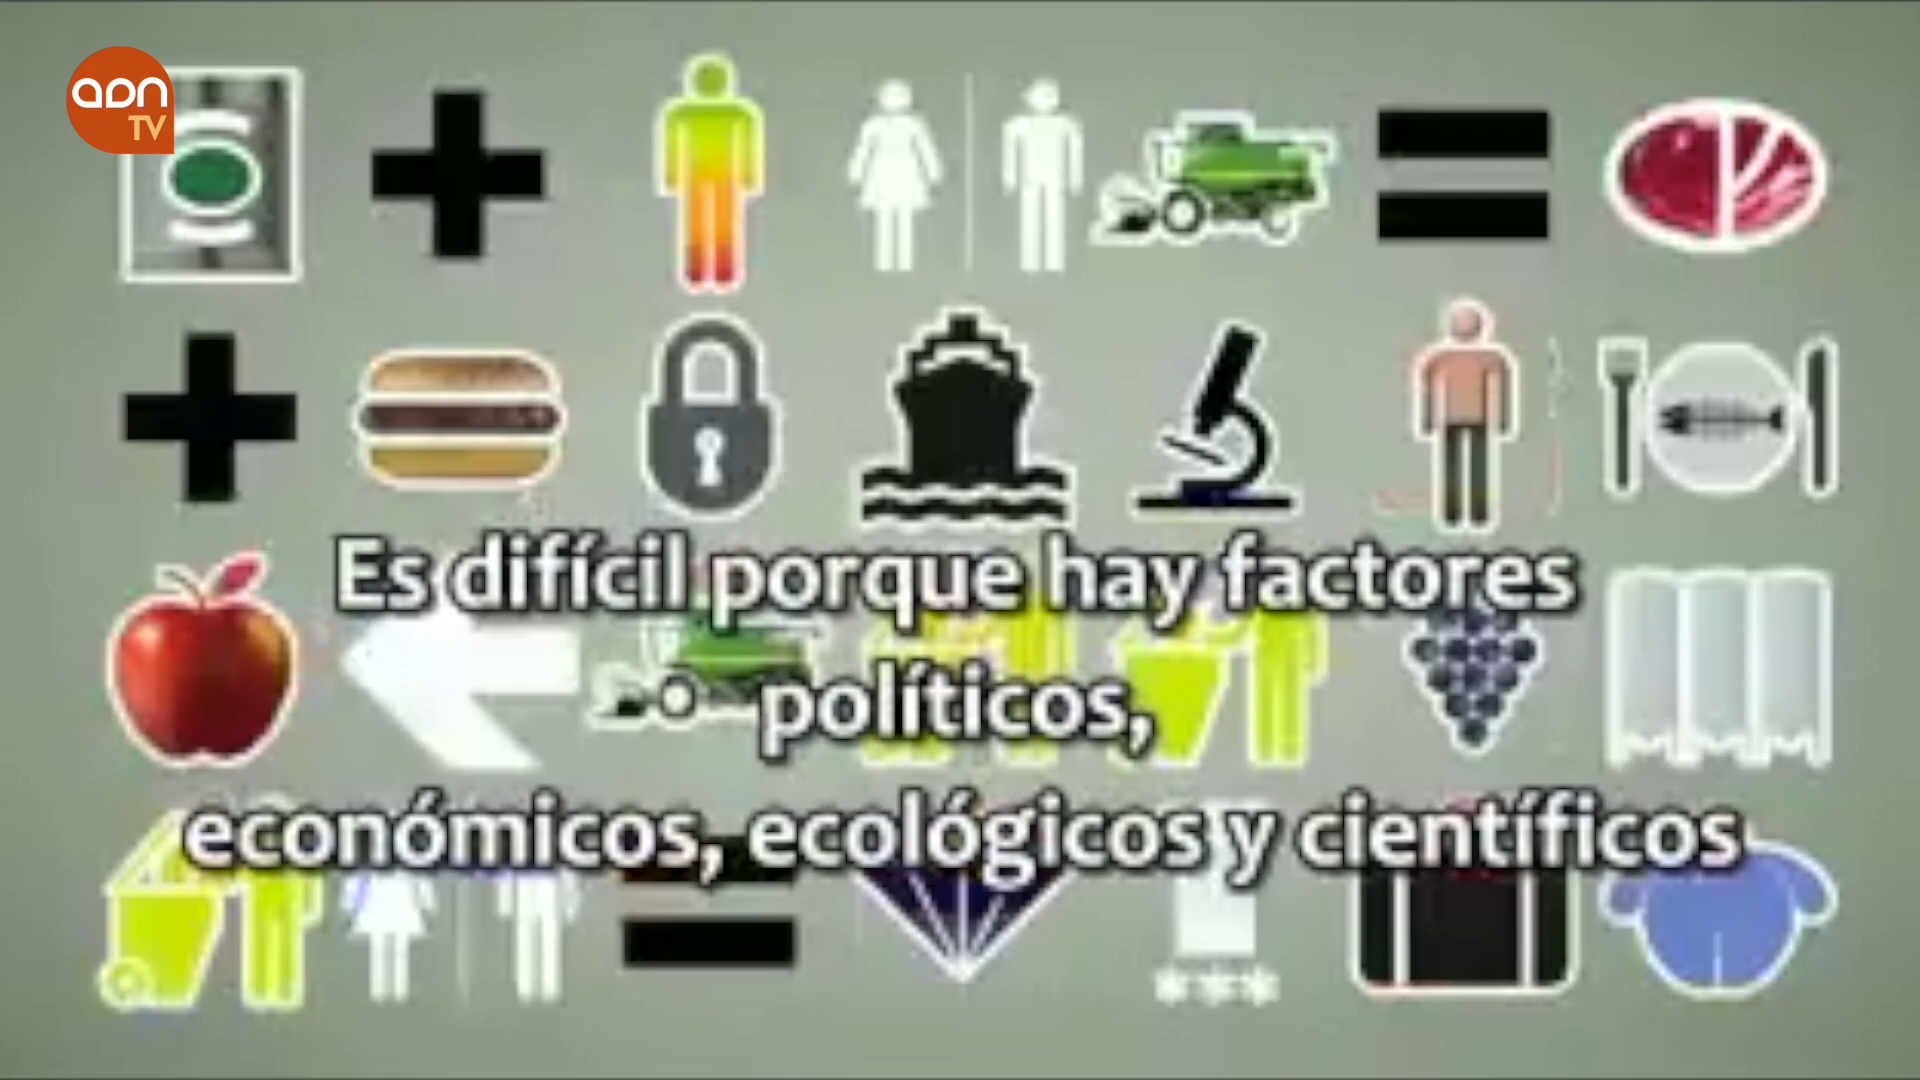 aDn
TV
Es difícil porque hay factores
políticos,
económicos, ecológicos y científicos